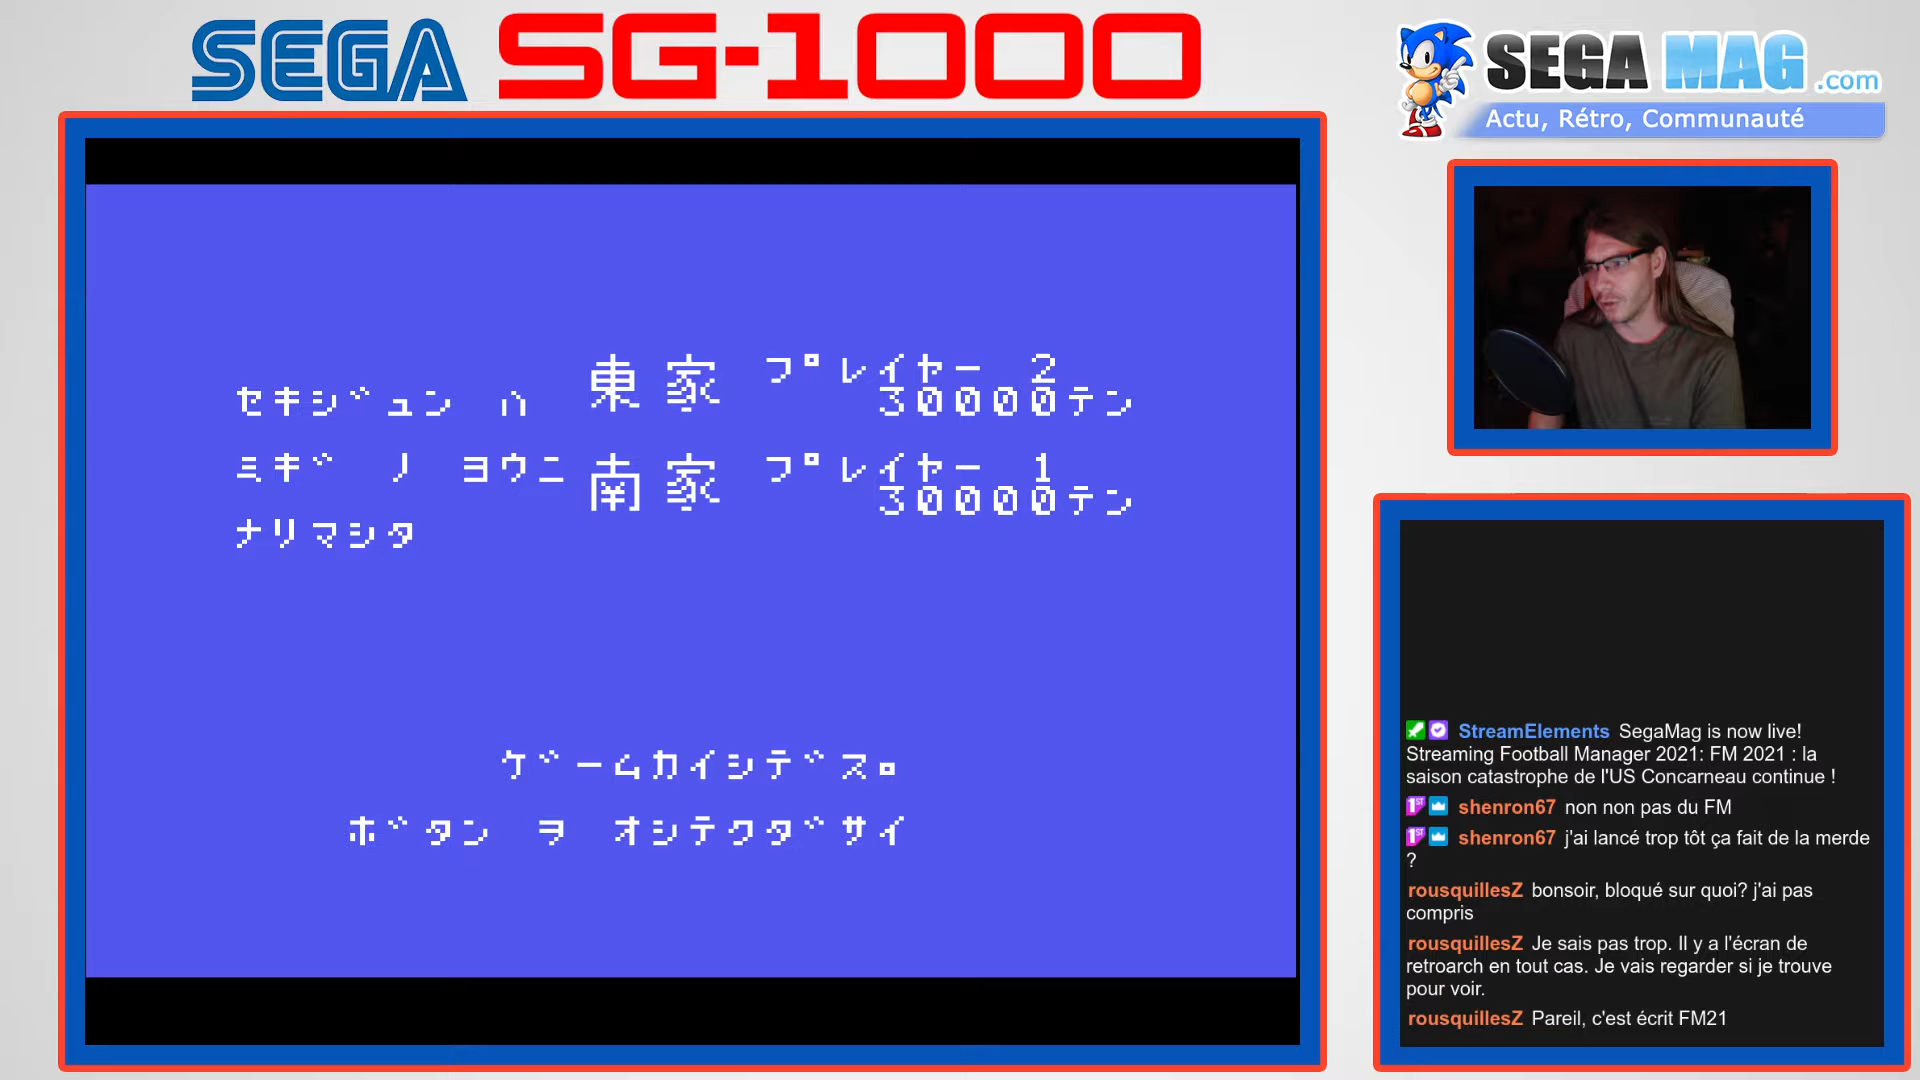 SEGA SG-1000
SEGA MAG .com
Actu, Rétro, Communauté
東家 プレイヤー 2
セキジュン ハ 30000テン
ミギ ノ ヨウニ 南家 プレイヤー 1
30000テン
ナリマシタ
ゲームカイシデス。
ボタン ヲ オシテクダサイ
StreamElements SegaMag is now live!
Streaming Football Manager 2021: FM 2021 : la
saison catastrophe de l'US Concarneau continue !
1ST shenron67 non non pas du FM
1ST shenron67 j'ai lancé trop tôt ça fait de la merde
?
rousquillesZ bonsoir, bloqué sur quoi? j'ai pas
compris
rousquillesZ Je sais pas trop. Il y a l'écran de
retroarch en tout cas. Je vais regarder si je trouve
pour voir.
rousquillesZ Pareil, c'est écrit FM21